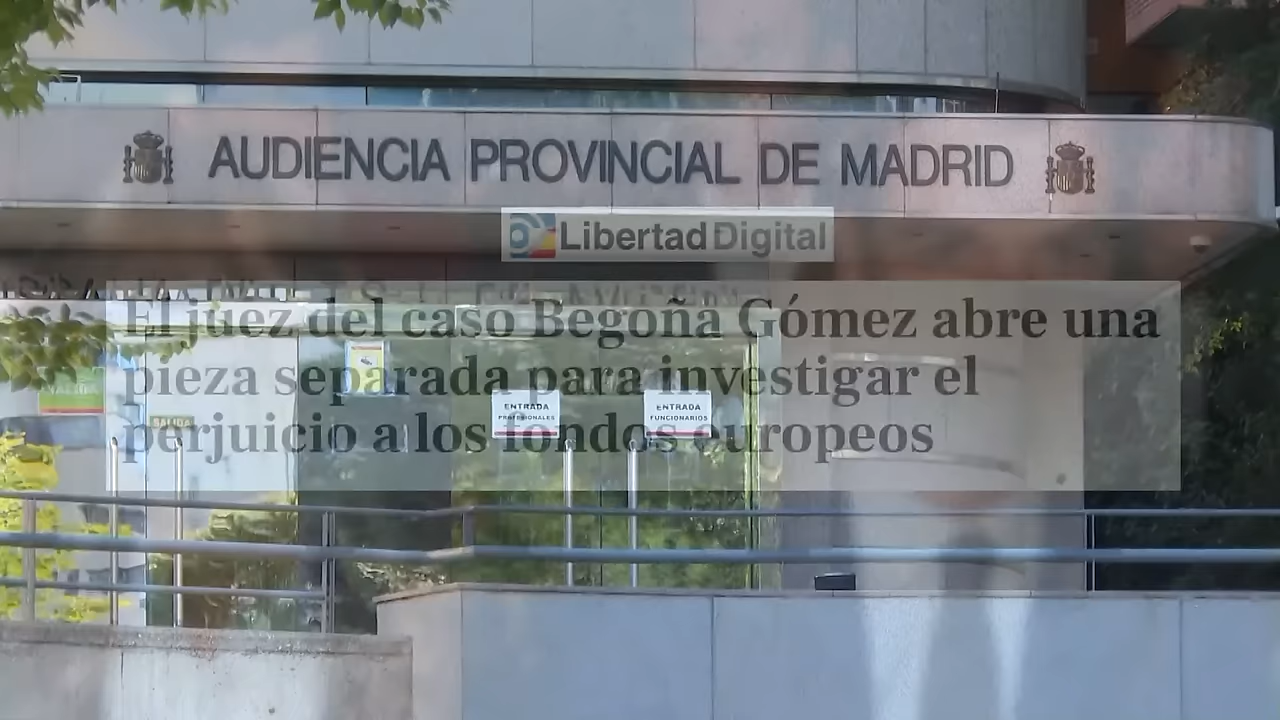 AUDIENCIA PROVINCIAL DE MADRID
Libertad Digital
El juez del caso Begoña Gómez abre una
pieza separada para investigar el
perjuicio a los fondos europeos
ENTRADA
PROFESIONALES
ENTRADA
FUNCIONARIOS
SALIDA